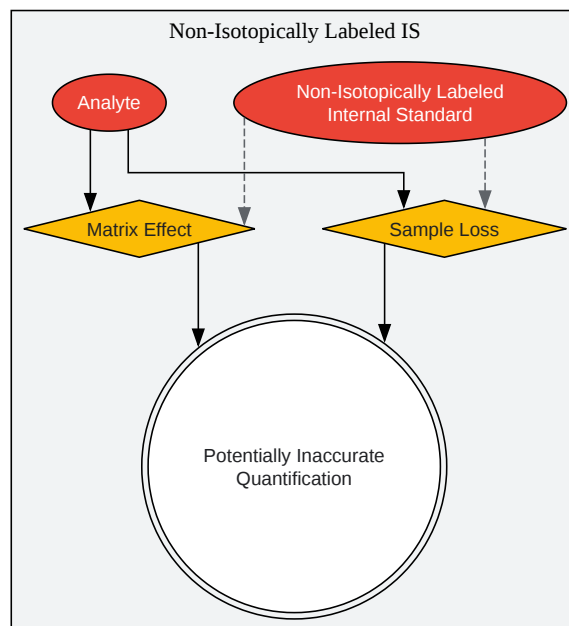 Non-Isotopically Labeled IS
Analyte
Non-Isotopically Labeled
Internal Standard
Matrix Effect
Sample Loss
Potentially Inaccurate
Quantification